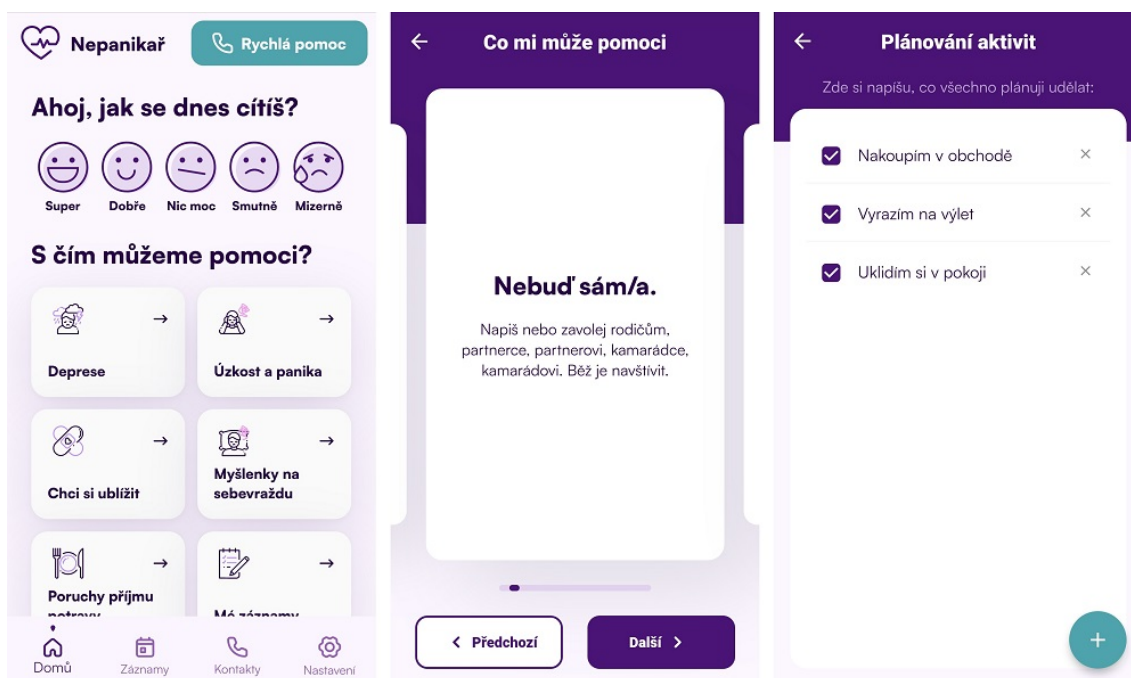 Nepanikař
Rychlá pomoc
Ahoj, jak se dnes cítíš?
Super
Dobře
Nic moc
Smutně
Mizerně
S čím můžeme pomoci?
Deprese
Úzkost a panika
Chci si ublížit
Myšlenky na
sebevraždu
Poruchy příjmu
potravy
Mé záznamy
Domů
Záznamy
Kontakty
Nastavení
Co mi může pomoci
Nebuď sám/a.
Napiš nebo zavolej rodičům,
partnerce, partnerovi, kamarádce,
kamarádovi. Běž je navštívit.
Předchozí
Další
Plánování aktivit
Zde si napíšu, co všechno plánuji udělat:
Nakoupím v obchodě
Vyrazím na výlet
Uklidím si v pokoji